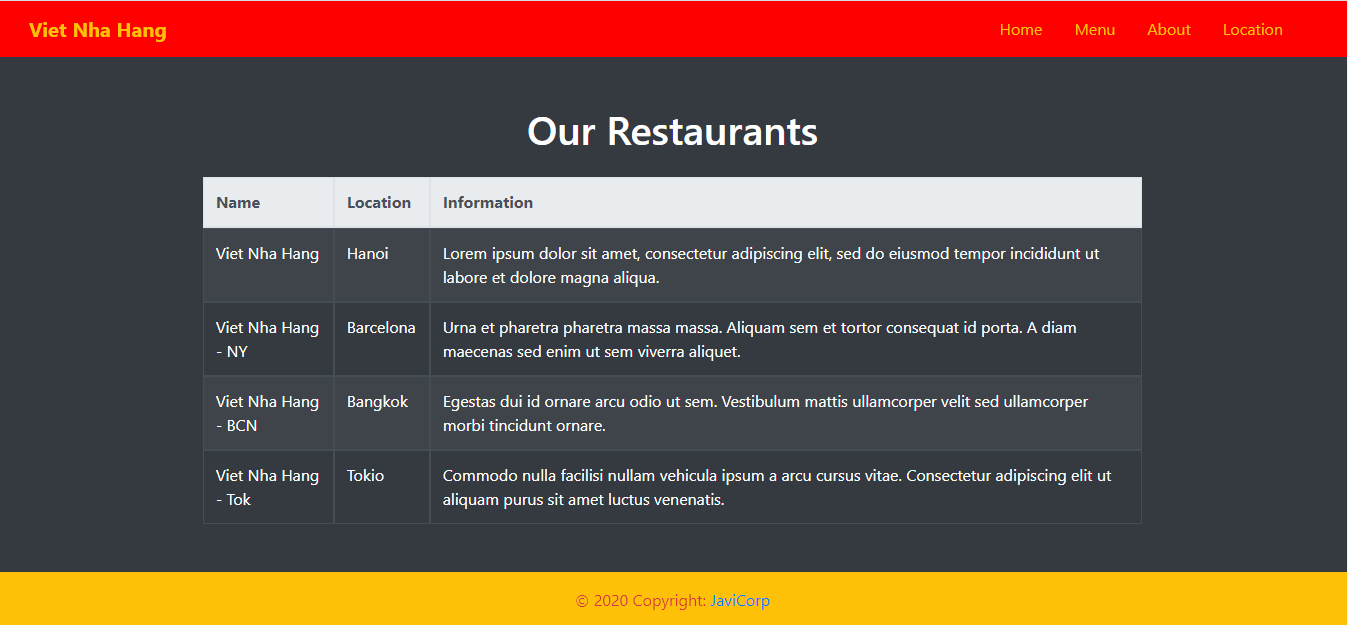 Viet Nha Hang
Home Menu About Location
Our Restaurants
Name Location Information
Viet Nha Hang Hanoi Lorem ipsum dolor sit amet, consectetur adipiscing elit, sed do eiusmod tempor incididunt ut
labore et dolore magna aliqua.
Viet Nha Hang Barcelona Urna et pharetra pharetra massa massa. Aliquam sem et tortor consequat id porta. A diam
- NY maecenas sed enim ut sem viverra aliquet.
Viet Nha Hang Bangkok Egestas dui id ornare arcu odio ut sem. Vestibulum mattis ullamcorper velit sed ullamcorper
- BCN morbi tincidunt ornare.
Viet Nha Hang Tokio Commodo nulla facilisi nullam vehicula ipsum a arcu cursus vitae. Consectetur adipiscing elit ut
- Tok aliquam purus sit amet luctus venenatis.
© 2020 Copyright: JaviCorp